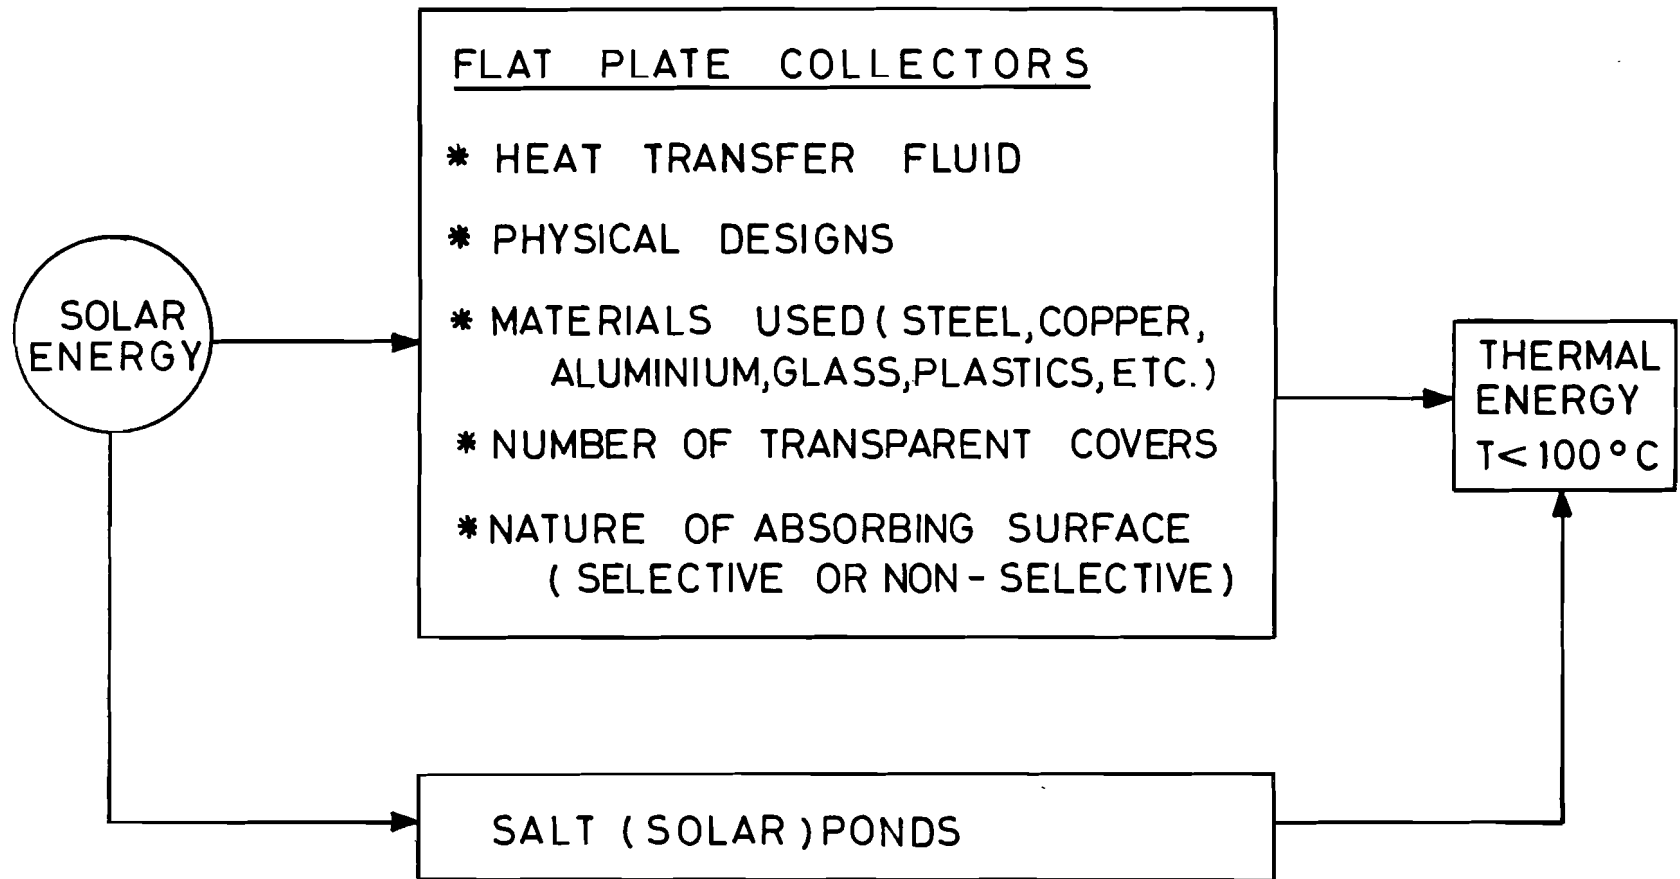 FLAT PLATE COLLECTORS
* HEAT TRANSFER FLUID
* PHYSICAL DESIGNS
* MATERIALS USED ( STEEL, COPPER,
ALUMINIUM, GLASS, PLASTICS, ETC. )
* NUMBER OF TRANSPARENT COVERS
* NATURE OF ABSORBING SURFACE
( SELECTIVE OR NON - SELECTIVE )
SOLAR
ENERGY
THERMAL
ENERGY
T < 100 ° C
SALT ( SOLAR ) PONDS